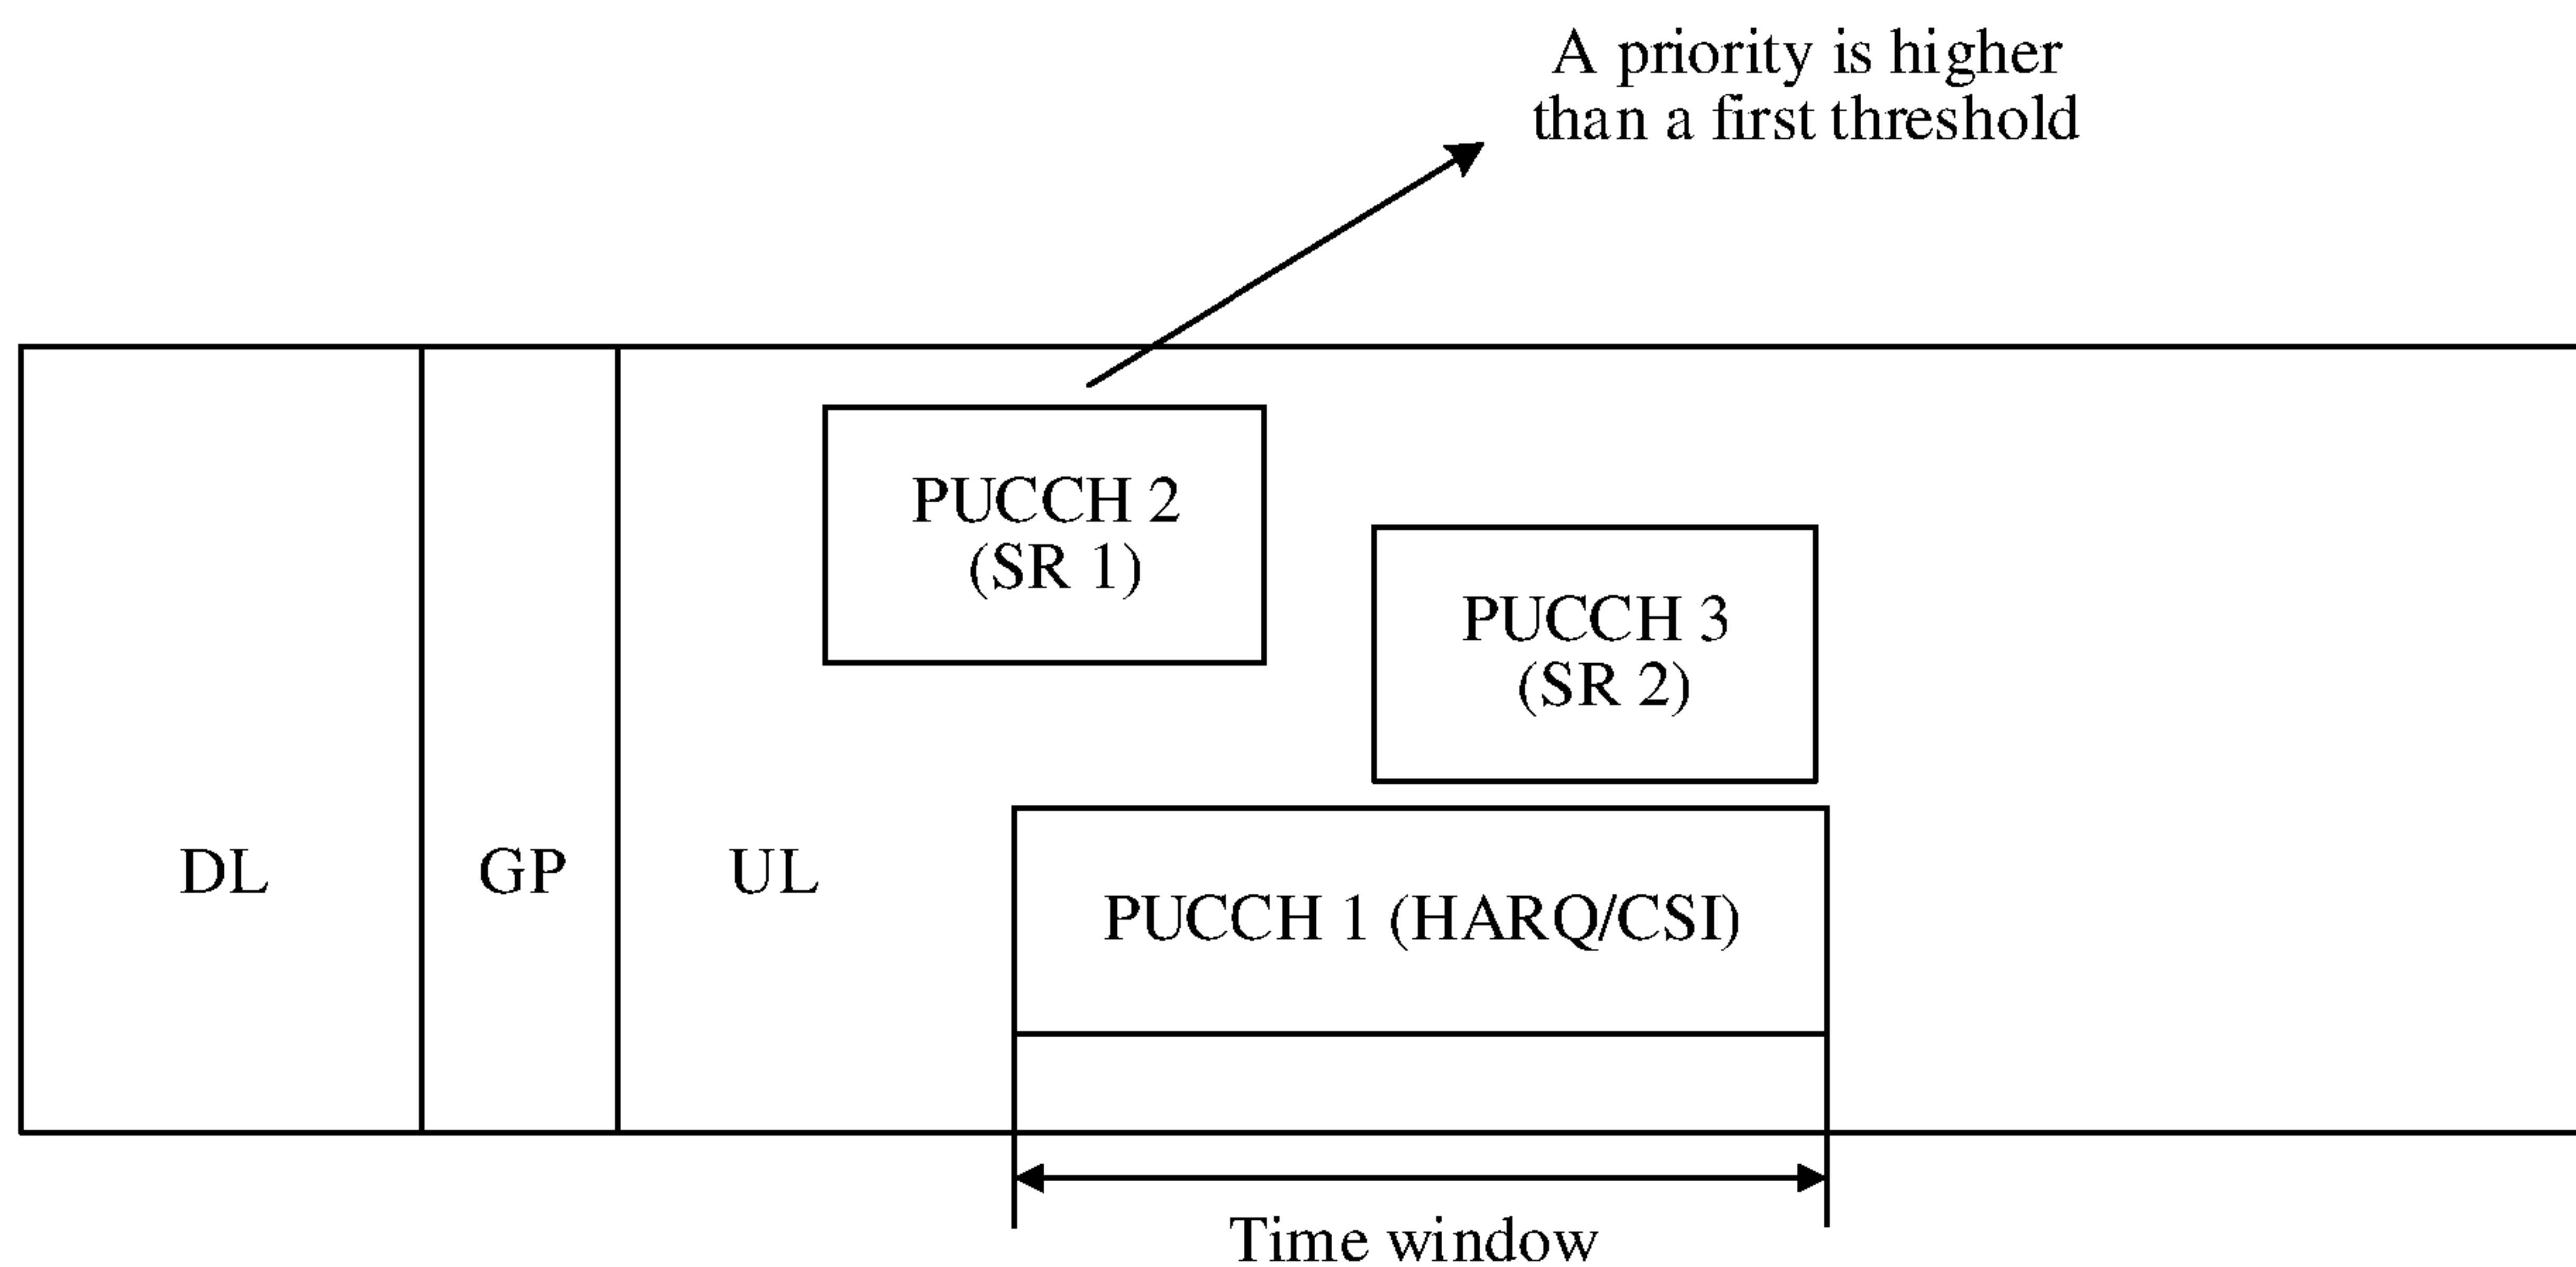 A priority is higher
than a first threshold
PUCCH 2
(SR 1)
PUCCH 3
(SR 2)
DL
GP
UL
PUCCH 1 (HARQ/CSI)
Time window